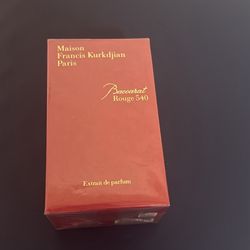 Maison
Francis Kurkdjian
Paris
Baccarat
Rouge 540
Extrait de parfum